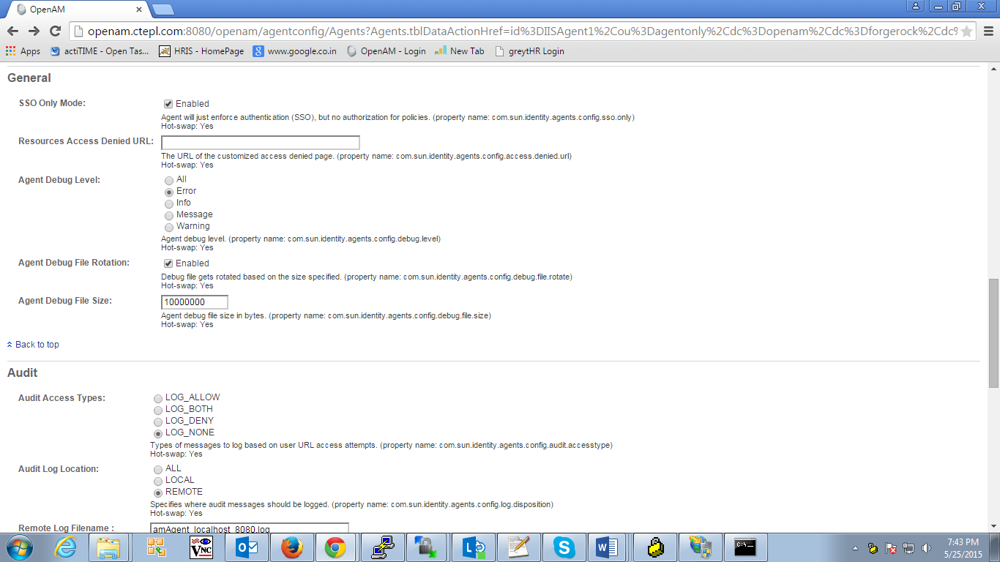 OpenAM
openam.ctepl.com:8080/openam/agentconfig/Agents?Agents.tblDataActionHref=id%3DIISAgent1%2Cou%3Dagentonly%2Cdc%3Dopenam%2Cdc%3Dforgerock%2Cdc%
Apps actiTIME - Open Tas... HRIS - HomePage www.google.co.in OpenAM - Login New Tab greytHR Login
General
SSO Only Mode: Enabled
Agent will just enforce authentication (SSO), but no authorization for policies. (property name: com.sun.identity.agents.config.sso.only)
Hot-swap: Yes
Resources Access Denied URL:
The URL of the customized access denied page. (property name: com.sun.identity.agents.config.access.denied.url)
Hot-swap: Yes
Agent Debug Level: All
Error
Info
Message
Warning
Agent debug level. (property name: com.sun.identity.agents.config.debug.level)
Hot-swap: Yes
Agent Debug File Rotation: Enabled
Debug file gets rotated based on the size specified. (property name: com.sun.identity.agents.config.debug.file.rotate)
Hot-swap: Yes
Agent Debug File Size: 10000000
Agent debug file size in bytes. (property name: com.sun.identity.agents.config.debug.file.size)
Hot-swap: Yes
Back to top
Audit
Audit Access Types: LOG_ALLOW
LOG_BOTH
LOG_DENY
LOG_NONE
Types of messages to log based on user URL access attempts. (property name: com.sun.identity.agents.config.audit.accesstype)
Hot-swap: Yes
Audit Log Location: ALL
LOCAL
REMOTE
Specifies where audit messages should be logged. (property name: com.sun.identity.agents.config.log.disposition)
Hot-swap: Yes
Remote Log Filename : amAgent_localhost_8080.log
VNC
7:43 PM
5/25/2015